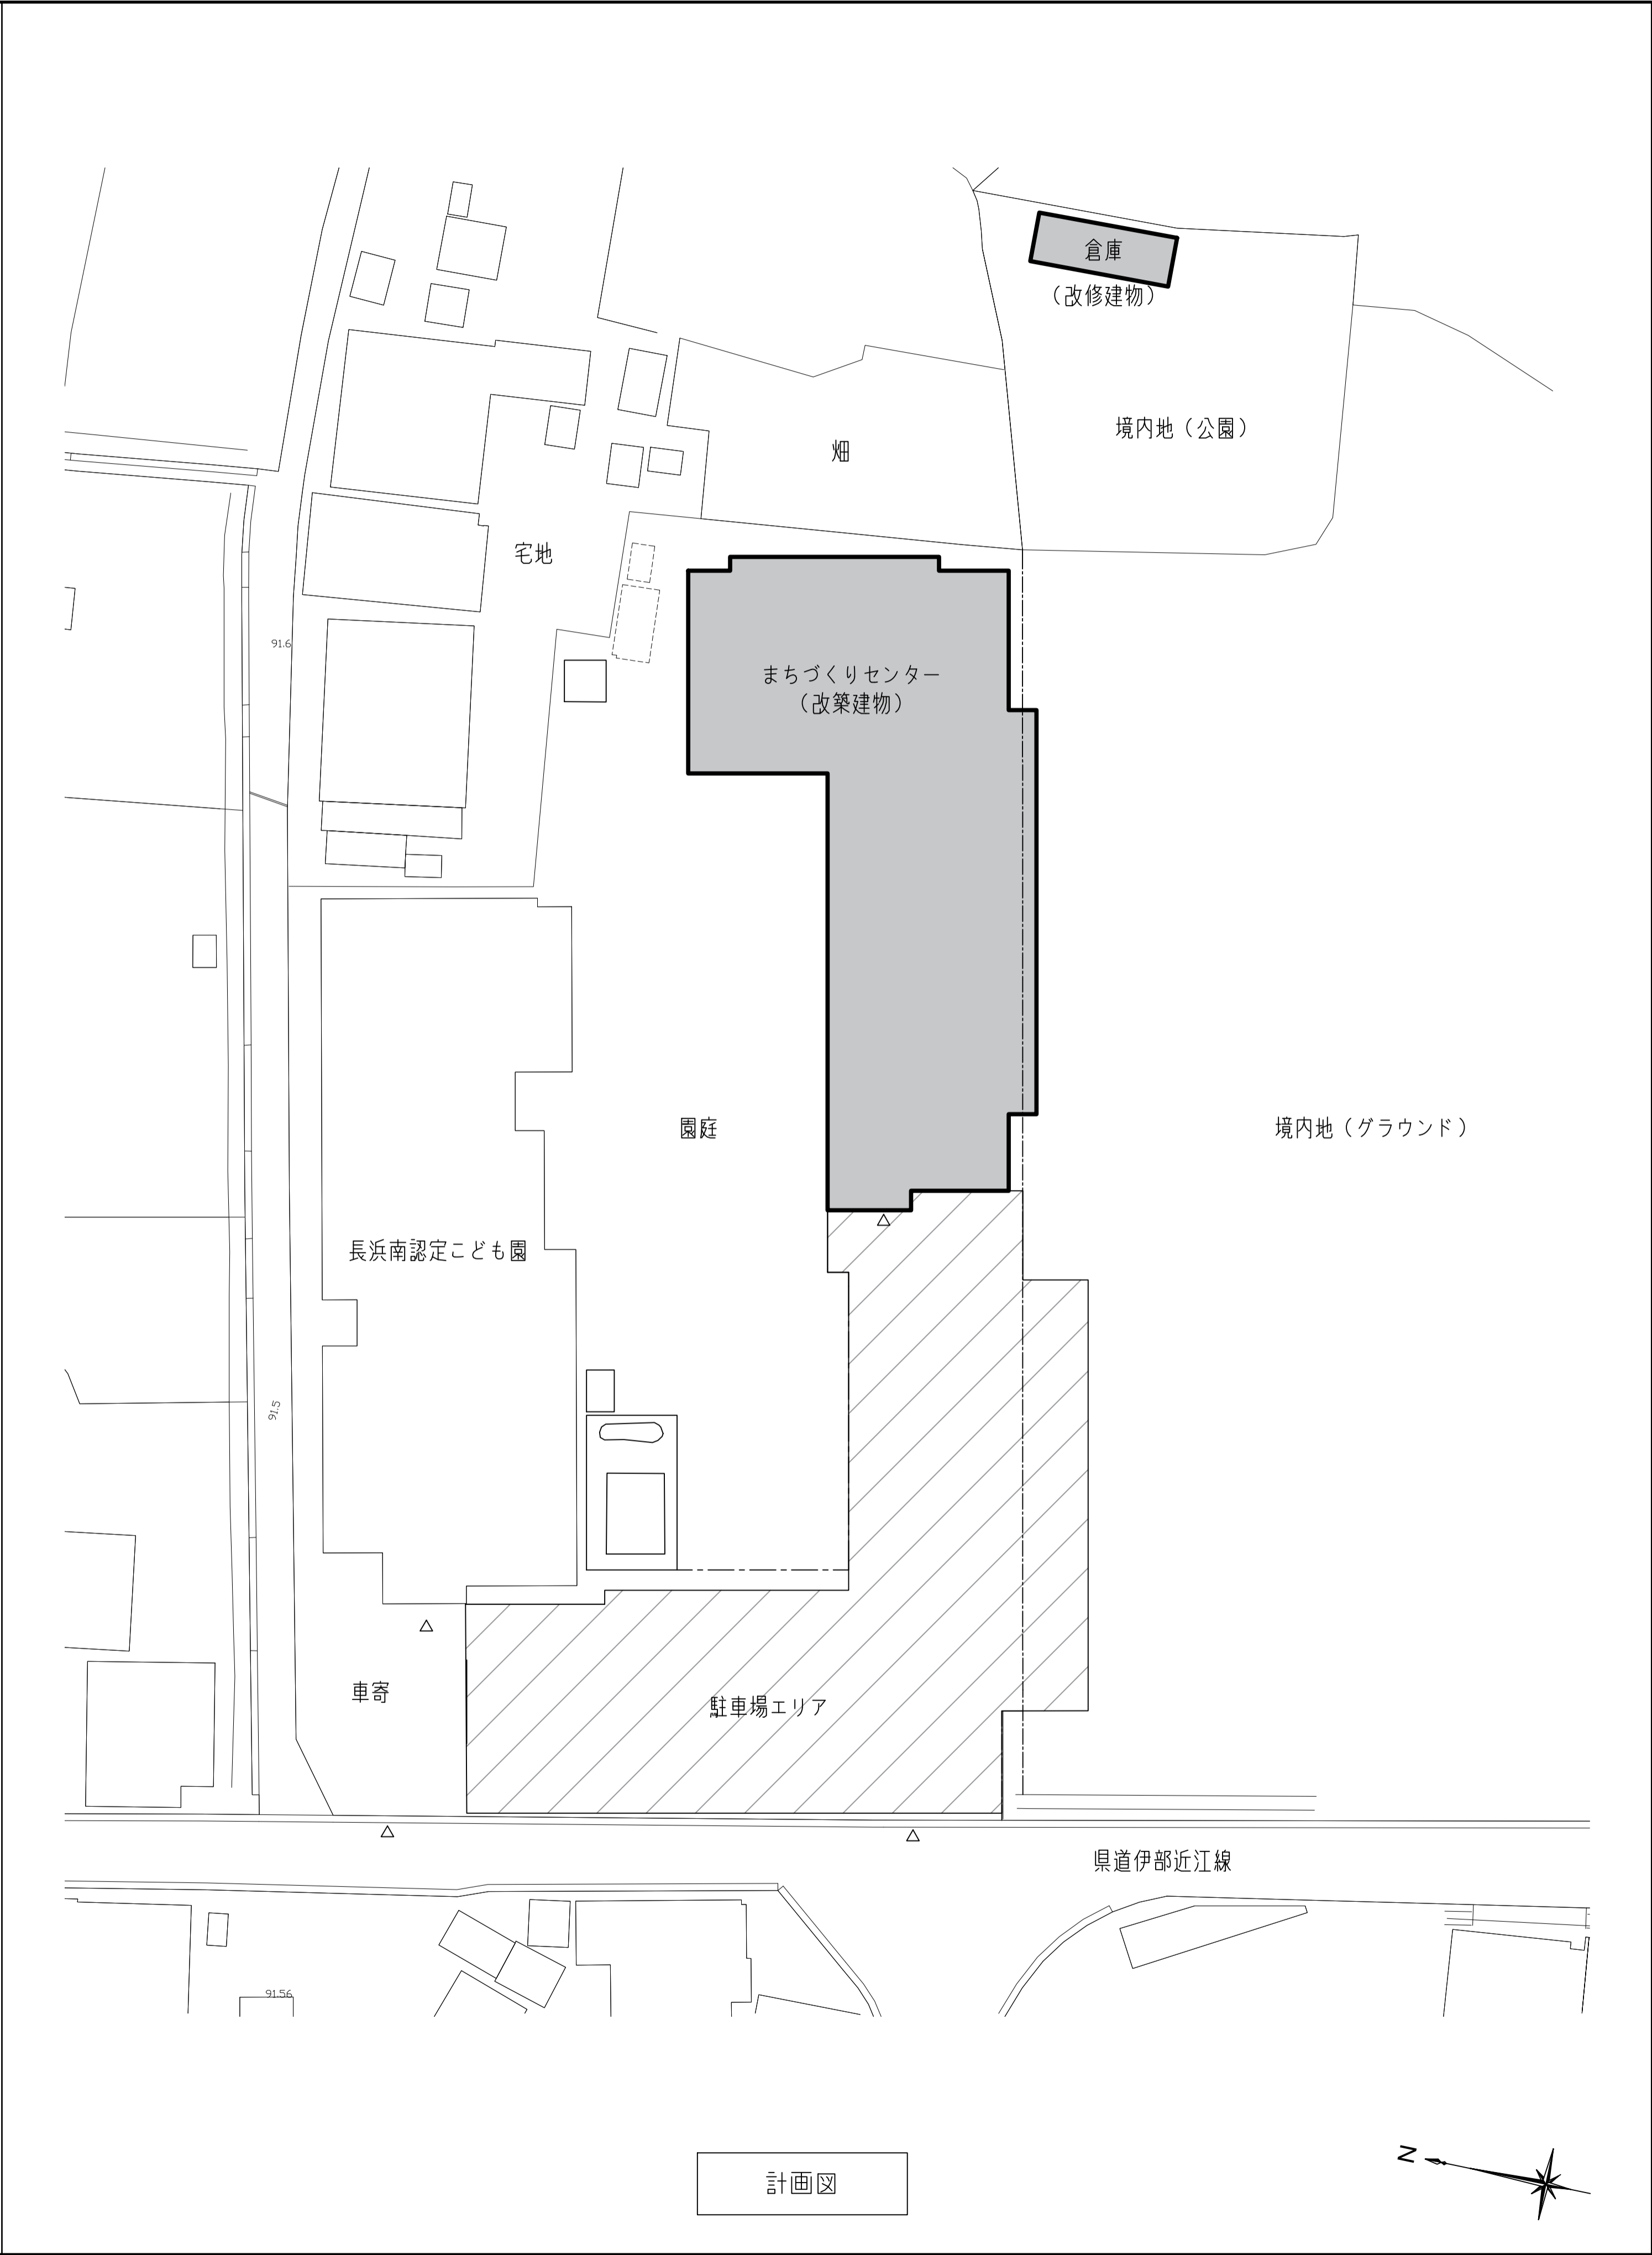 倉庫
（改修建物）
境内地（公園）
畑
宅地
91.6
まちづくりセンター
（改築建物）
園庭
境内地（グラウンド）
長浜南認定こども園
91.5
車寄
駐車場エリア
県道伊部近江線
91.56
計画図
N